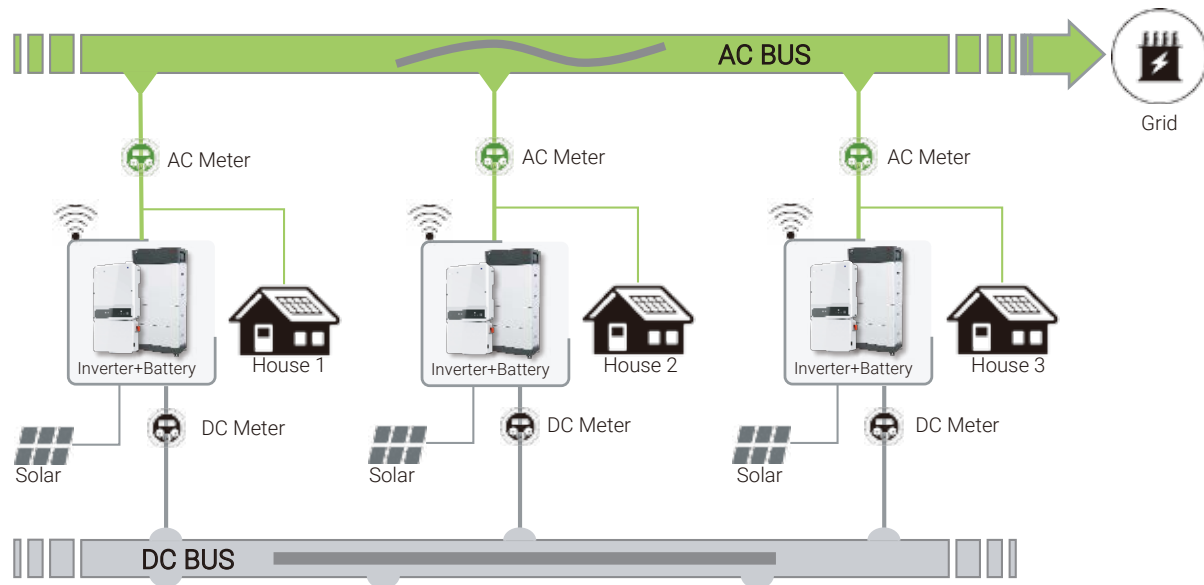 AC BUS
Grid
AC Meter
AC Meter
AC Meter
Inverter+Battery
House 1
Inverter+Battery
House 2
Inverter+Battery
House 3
DC Meter
DC Meter
DC Meter
Solar
Solar
Solar
DC BUS